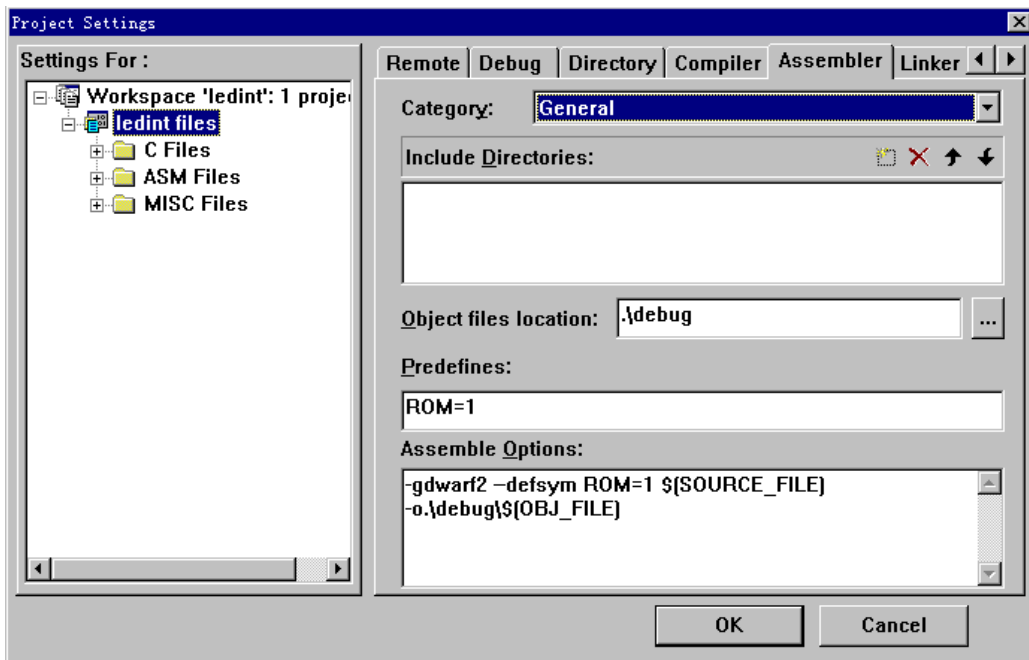 Project Settings
Settings For :
Workspace 'ledint': 1 proje
ledint files
C Files
ASM Files
MISC Files
Remote Debug Directory Compiler Assembler Linker
Category: General
Include Directories:
Object files location: .\debug ...
Predefines:
ROM=1
Assemble Options:
-gdwarf2 –defsym ROM=1 $(SOURCE_FILE)
-o.\debug\$(OBJ_FILE)
OK Cancel